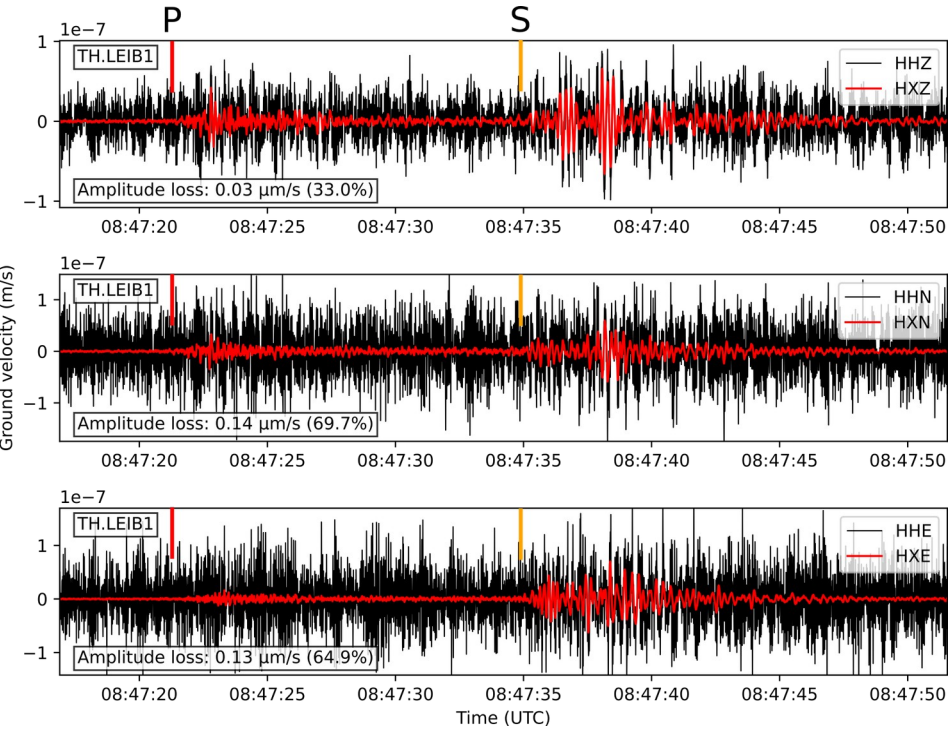 P S
1e−7
TH.LEIB1
HHZ
HXZ
1
0
−1
Amplitude loss: 0.03 µm/s (33.0%)
08:47:20 08:47:25 08:47:30 08:47:35 08:47:40 08:47:45 08:47:50
1e−7
TH.LEIB1
HHN
HXN
1
0
−1
Amplitude loss: 0.14 µm/s (69.7%)
08:47:20 08:47:25 08:47:30 08:47:35 08:47:40 08:47:45 08:47:50
Ground velocity (m/s)
1e−7
TH.LEIB1
HHE
HXE
1
0
−1
Amplitude loss: 0.13 µm/s (64.9%)
08:47:20 08:47:25 08:47:30 08:47:35 08:47:40 08:47:45 08:47:50
Time (UTC)